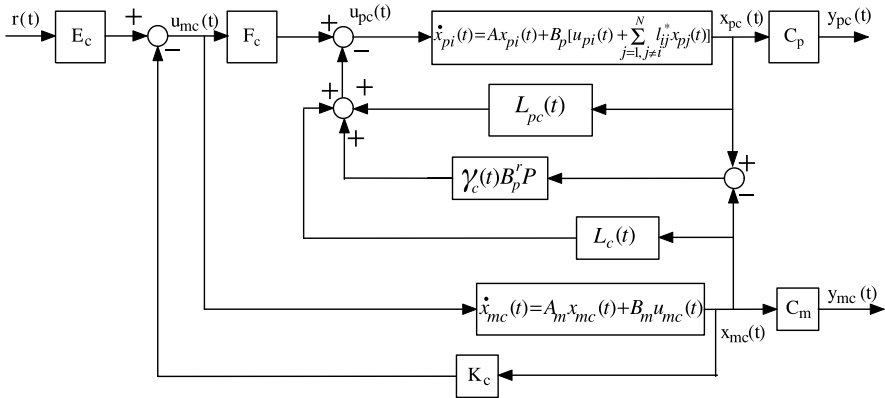 r(t)
E_c
+
−
u_mc(t)
F_c
+
−
u_pc(t)
ẋ_pi(t)=Ax_pi(t)+B_p[u_pi(t)+∑_{j=1,j≠i}^{N} l*_ij x_pj(t)]
x_pc(t)
C_p
y_pc(t)
+
+
+
L_pc(t)
γ_c(t)B_p^r P
+
−
L_c(t)
ẋ_mc(t)=A_m x_mc(t)+B_m u_mc(t)
x_mc(t)
C_m
y_mc(t)
K_c